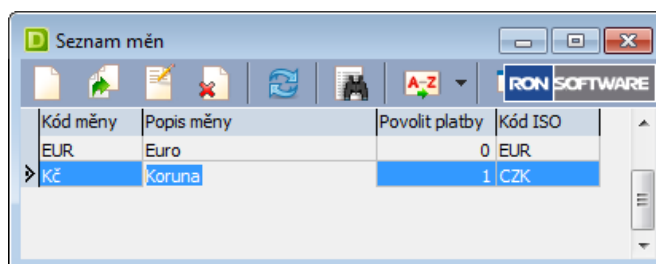 Seznam měn
A-Z
RON SOFTWARE
Kód měny Popis měny Povolit platby Kód ISO
EUR Euro 0 EUR
Kč Koruna 1 CZK